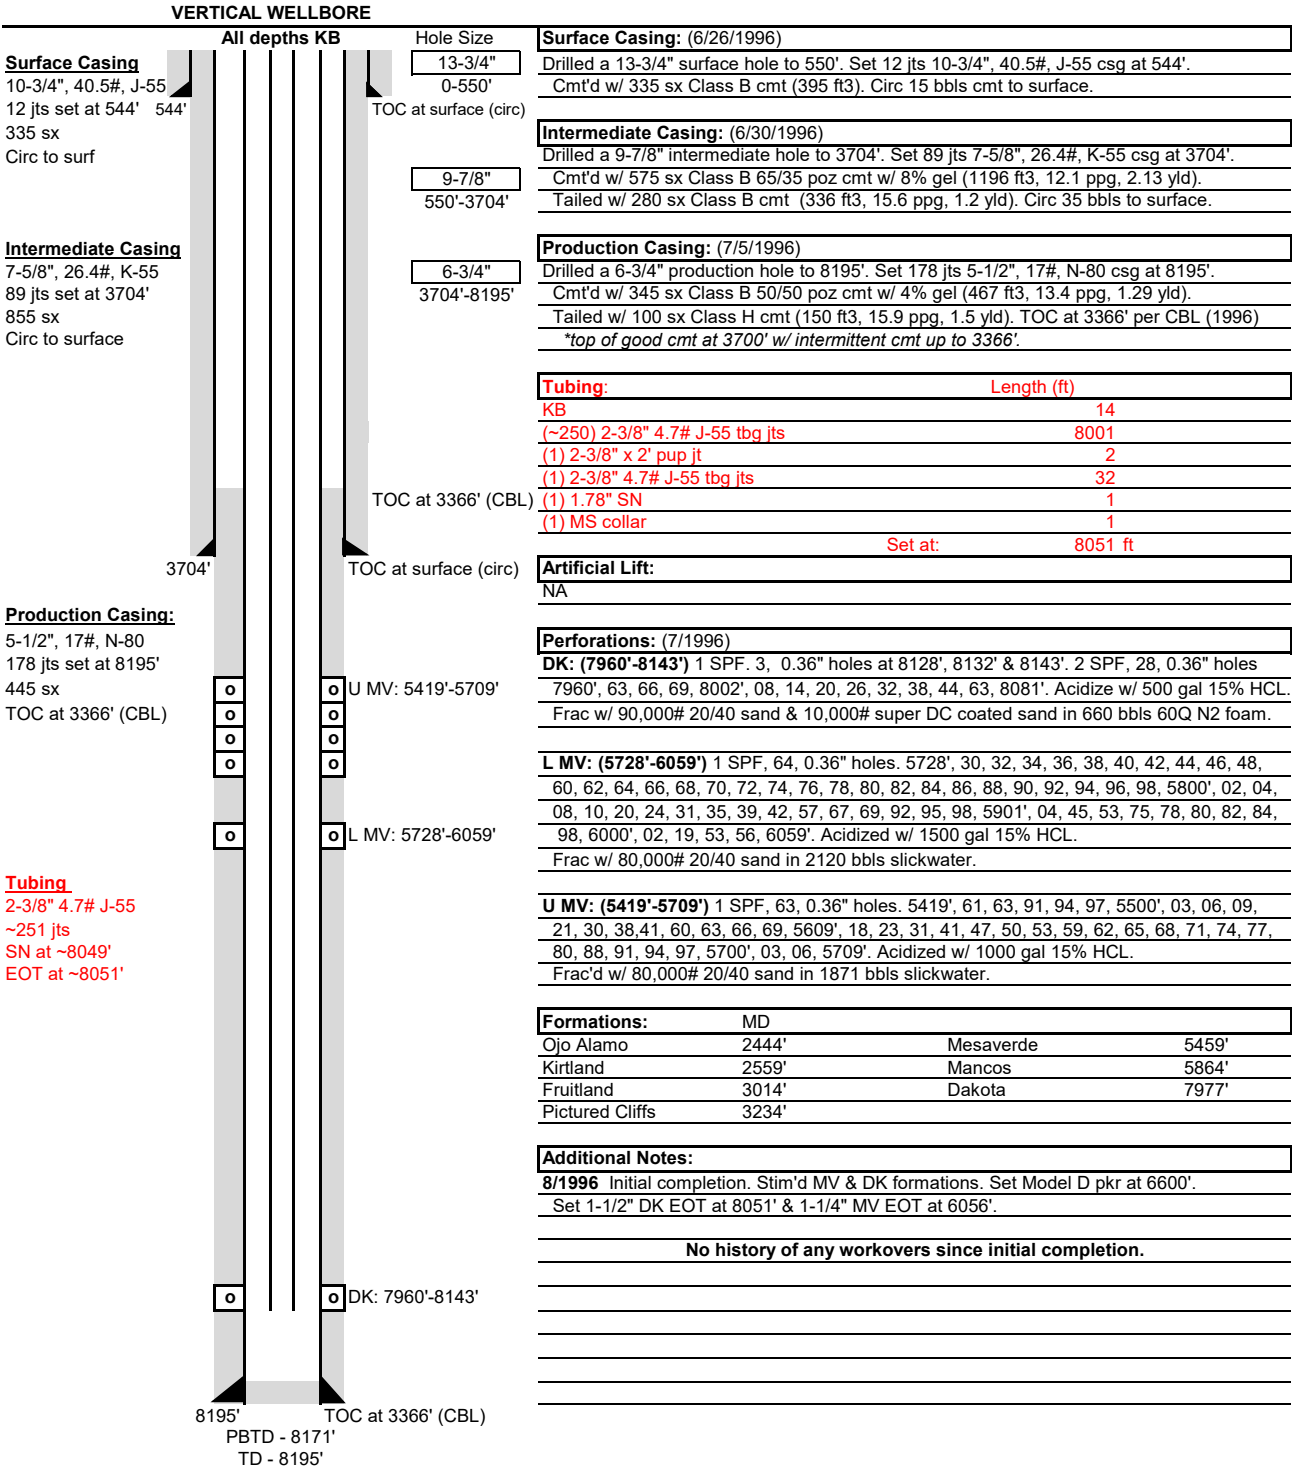 VERTICAL WELLBORE
All depths KB
Hole Size
Surface Casing
10-3/4", 40.5#, J-55
12 jts set at 544'
544'
335 sx
Circ to surf
13-3/4"
0-550'
TOC at surface (circ)
9-7/8"
550'-3704'
Intermediate Casing
7-5/8", 26.4#, K-55
89 jts set at 3704'
855 sx
Circ to surface
6-3/4"
3704'-8195'
TOC at 3366' (CBL)
3704'
TOC at surface (circ)
Production Casing:
5-1/2", 17#, N-80
178 jts set at 8195'
445 sx
TOC at 3366' (CBL)
o o U MV: 5419'-5709'
o o
o o
o o
o o L MV: 5728'-6059'
Tubing
2-3/8" 4.7# J-55
~251 jts
SN at ~8049'
EOT at ~8051'
o o DK: 7960'-8143'
8195'
TOC at 3366' (CBL)
PBTD - 8171'
TD - 8195'
Surface Casing: (6/26/1996)
Drilled a 13-3/4" surface hole to 550'. Set 12 jts 10-3/4", 40.5#, J-55 csg at 544'.
Cmt'd w/ 335 sx Class B cmt (395 ft3). Circ 15 bbls cmt to surface.
Intermediate Casing: (6/30/1996)
Drilled a 9-7/8" intermediate hole to 3704'. Set 89 jts 7-5/8", 26.4#, K-55 csg at 3704'.
Cmt'd w/ 575 sx Class B 65/35 poz cmt w/ 8% gel (1196 ft3, 12.1 ppg, 2.13 yld).
Tailed w/ 280 sx Class B cmt (336 ft3, 15.6 ppg, 1.2 yld). Circ 35 bbls to surface.
Production Casing: (7/5/1996)
Drilled a 6-3/4" production hole to 8195'. Set 178 jts 5-1/2", 17#, N-80 csg at 8195'.
Cmt'd w/ 345 sx Class B 50/50 poz cmt w/ 4% gel (467 ft3, 13.4 ppg, 1.29 yld).
Tailed w/ 100 sx Class H cmt (150 ft3, 15.9 ppg, 1.5 yld). TOC at 3366' per CBL (1996)
*top of good cmt at 3700' w/ intermittent cmt up to 3366'.
Tubing: Length (ft)
KB 14
(~250) 2-3/8" 4.7# J-55 tbg jts 8001
(1) 2-3/8" x 2' pup jt 2
(1) 2-3/8" 4.7# J-55 tbg jts 32
(1) 1.78" SN 1
(1) MS collar 1
Set at: 8051 ft
Artificial Lift:
NA
Perforations: (7/1996)
DK: (7960'-8143') 1 SPF. 3, 0.36" holes at 8128', 8132' & 8143'. 2 SPF, 28, 0.36" holes
7960', 63, 66, 69, 8002', 08, 14, 20, 26, 32, 38, 44, 63, 8081'. Acidize w/ 500 gal 15% HCL.
Frac w/ 90,000# 20/40 sand & 10,000# super DC coated sand in 660 bbls 60Q N2 foam.
L MV: (5728'-6059') 1 SPF, 64, 0.36" holes. 5728', 30, 32, 34, 36, 38, 40, 42, 44, 46, 48,
60, 62, 64, 66, 68, 70, 72, 74, 76, 78, 80, 82, 84, 86, 88, 90, 92, 94, 96, 98, 5800', 02, 04,
08, 10, 20, 24, 31, 35, 39, 42, 57, 67, 69, 92, 95, 98, 5901', 04, 45, 53, 75, 78, 80, 82, 84,
98, 6000', 02, 19, 53, 56, 6059'. Acidized w/ 1500 gal 15% HCL.
Frac w/ 80,000# 20/40 sand in 2120 bbls slickwater.
U MV: (5419'-5709') 1 SPF, 63, 0.36" holes. 5419', 61, 63, 91, 94, 97, 5500', 03, 06, 09,
21, 30, 38,41, 60, 63, 66, 69, 5609', 18, 23, 31, 41, 47, 50, 53, 59, 62, 65, 68, 71, 74, 77,
80, 88, 91, 94, 97, 5700', 03, 06, 5709'. Acidized w/ 1000 gal 15% HCL.
Frac'd w/ 80,000# 20/40 sand in 1871 bbls slickwater.
Formations: MD
Ojo Alamo 2444' Mesaverde 5459'
Kirtland 2559' Mancos 5864'
Fruitland 3014' Dakota 7977'
Pictured Cliffs 3234'
Additional Notes:
8/1996 Initial completion. Stim'd MV & DK formations. Set Model D pkr at 6600'.
Set 1-1/2" DK EOT at 8051' & 1-1/4" MV EOT at 6056'.
No history of any workovers since initial completion.